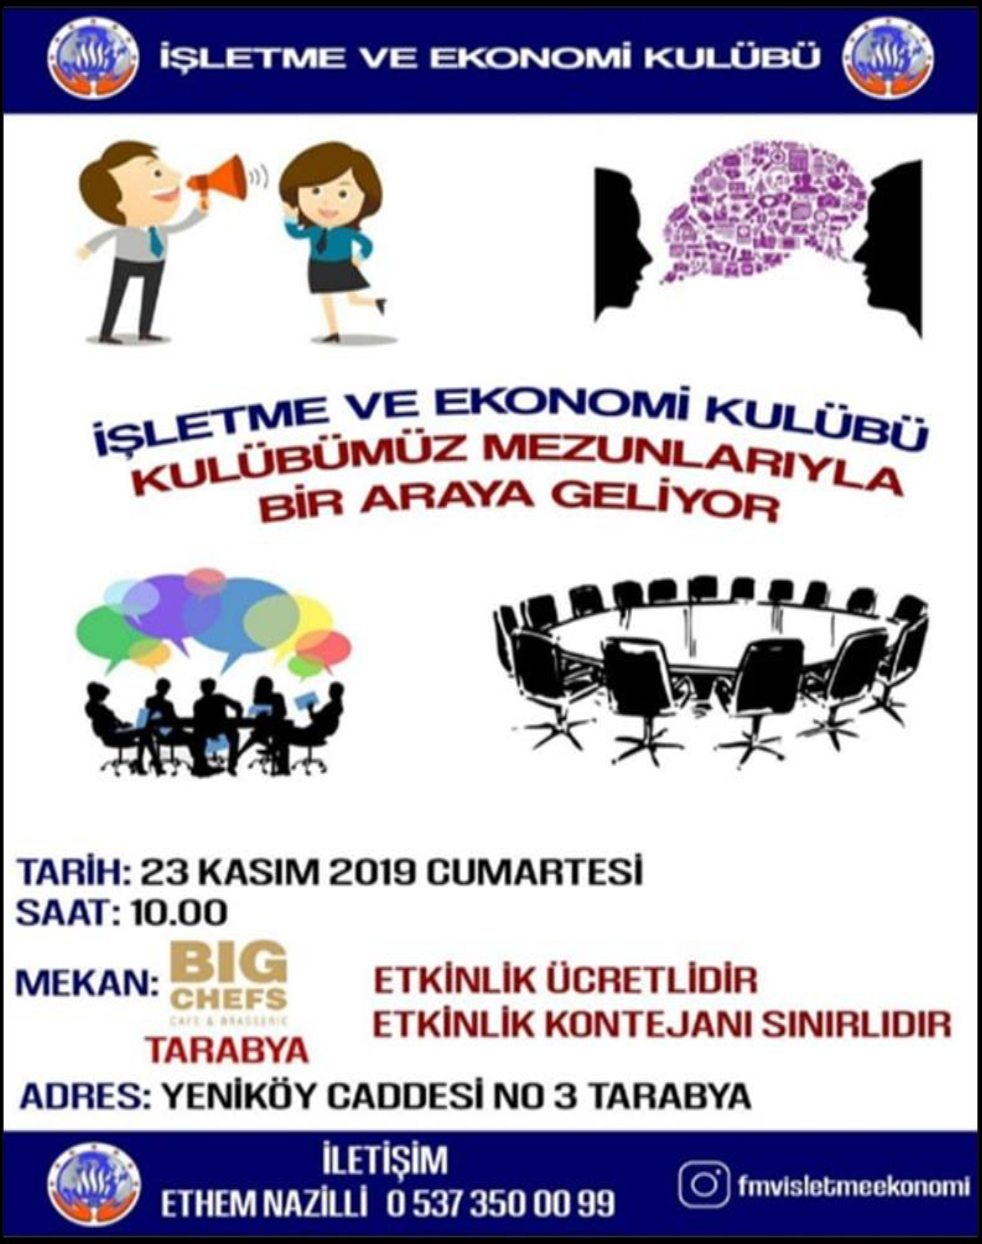 İŞLETME VE EKONOMİ KULÜBÜ
İŞLETME VE EKONOMİ KULÜBÜ
KULÜBÜMÜZ MEZUNLARIYLA
BİR ARAYA GELİYOR
TARİH: 23 KASIM 2019 CUMARTESİ
SAAT: 10.00
MEKAN: BIG
CHEFS
CAFE & BRASSERIE
TARABYA
ETKİNLİK ÜCRETLİDİR
ETKİNLİK KONTEJANI SINIRLIDIR
ADRES: YENİKÖY CADDESİ NO 3 TARABYA
İLETİŞİM
ETHEM NAZİLLİ 0 537 350 00 99
fmvisletmeekonomi